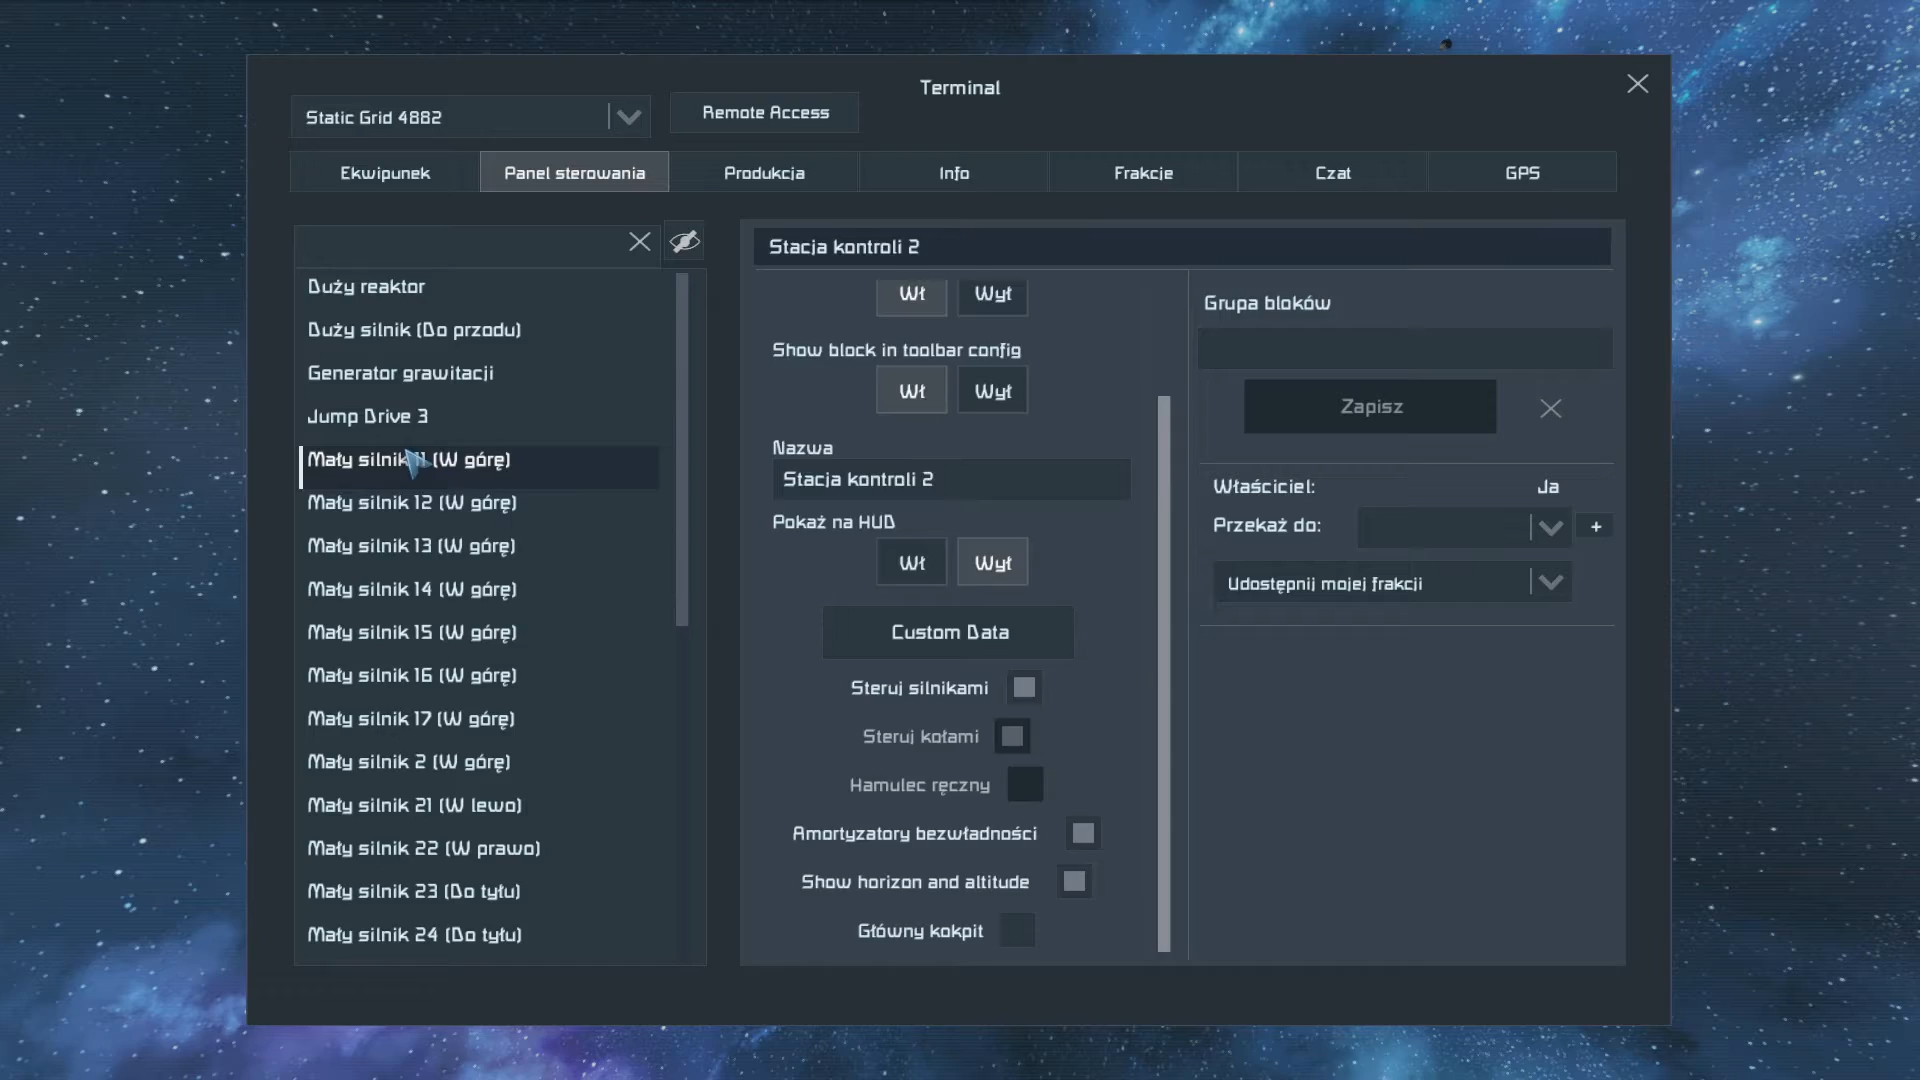 Terminal
Static Grid 4882
Remote Access
Ekwipunek
Panel sterowania
Produkcja
Info
Frakcje
Czat
GPS
Duży reaktor
Duży silnik (Do przodu)
Generator grawitacji
Jump Drive 3
Mały silnik 11 (W górę)
Mały silnik 12 (W górę)
Mały silnik 13 (W górę)
Mały silnik 14 (W górę)
Mały silnik 15 (W górę)
Mały silnik 16 (W górę)
Mały silnik 17 (W górę)
Mały silnik 2 (W górę)
Mały silnik 21 (W lewo)
Mały silnik 22 (W prawo)
Mały silnik 23 (Do tyłu)
Mały silnik 24 (Do tyłu)
Stacja kontroli 2
Wł
Wył
Show block in toolbar config
Wł
Wył
Nazwa
Stacja kontroli 2
Pokaż na HUD
Wł
Wył
Custom Data
Steruj silnikami
Steruj kołami
Hamulec ręczny
Amortyzatory bezwładności
Show horizon and altitude
Główny kokpit
Grupa bloków
Zapisz
Właściciel:
Ja
Przekaż do:
+
Udostępnij mojej frakcji